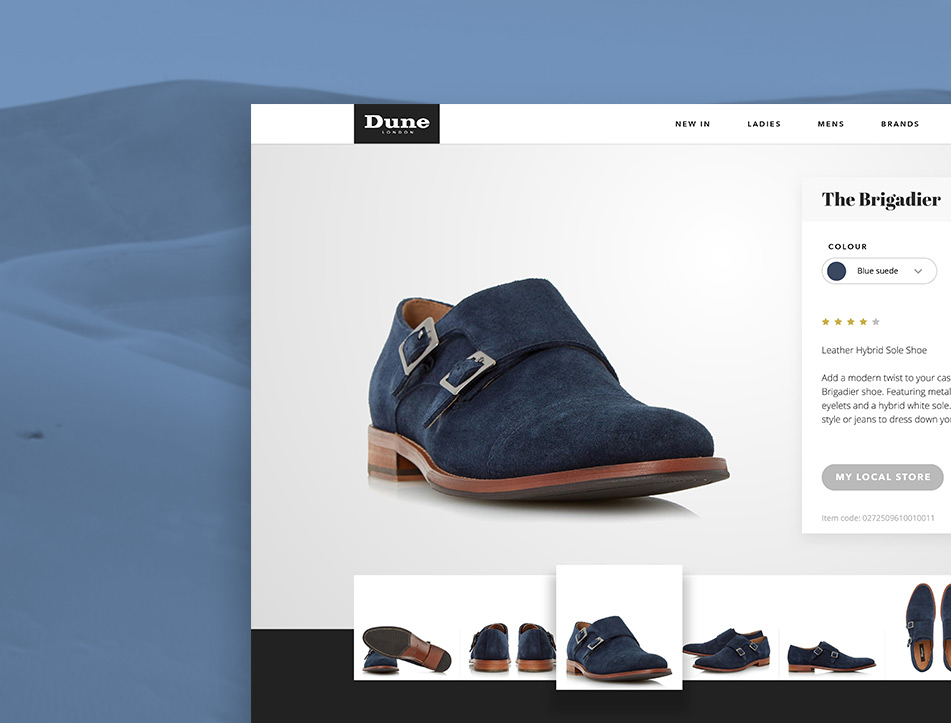 Dune
LONDON
NEW IN
LADIES
MENS
BRANDS
The Brigadier
COLOUR
Blue suede
Leather Hybrid Sole Shoe
Add a modern twist to your cas
Brigadier shoe. Featuring metal
eyelets and a hybrid white sole.
style or jeans to dress down yo
MY LOCAL STORE
Item code: 0272509610010011